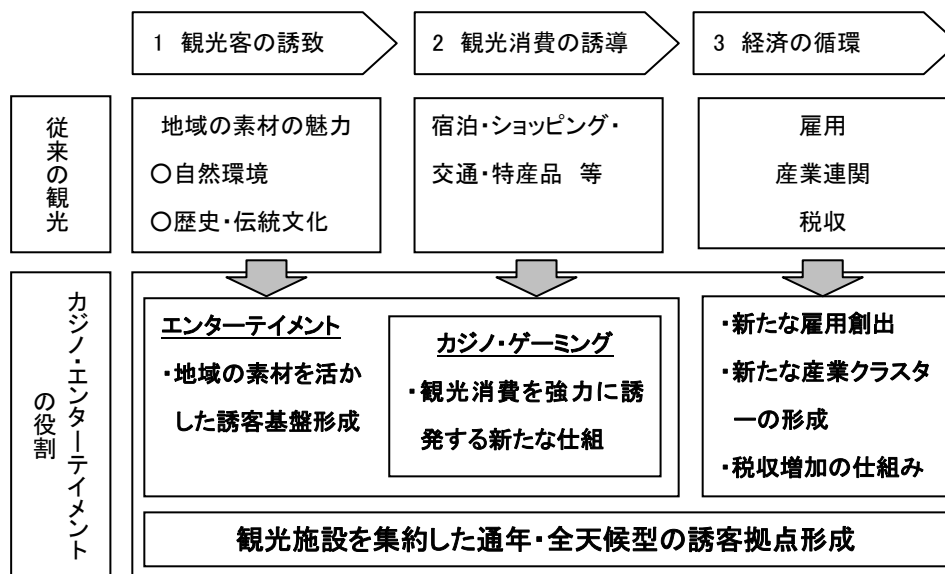 1 観光客の誘致
2 観光消費の誘導
3 経済の循環
従来の観光
地域の素材の魅力
○自然環境
○歴史・伝統文化
宿泊・ショッピング・
交通・特産品 等
雇用
産業連関
税収
カジノ・エンターテイメント
の役割
エンターテイメント
・地域の素材を活か
した誘客基盤形成
カジノ・ゲーミング
・観光消費を強力に誘
発する新たな仕組
・新たな雇用創出
・新たな産業クラスタ
ーの形成
・税収増加の仕組み
観光施設を集約した通年・全天候型の誘客拠点形成